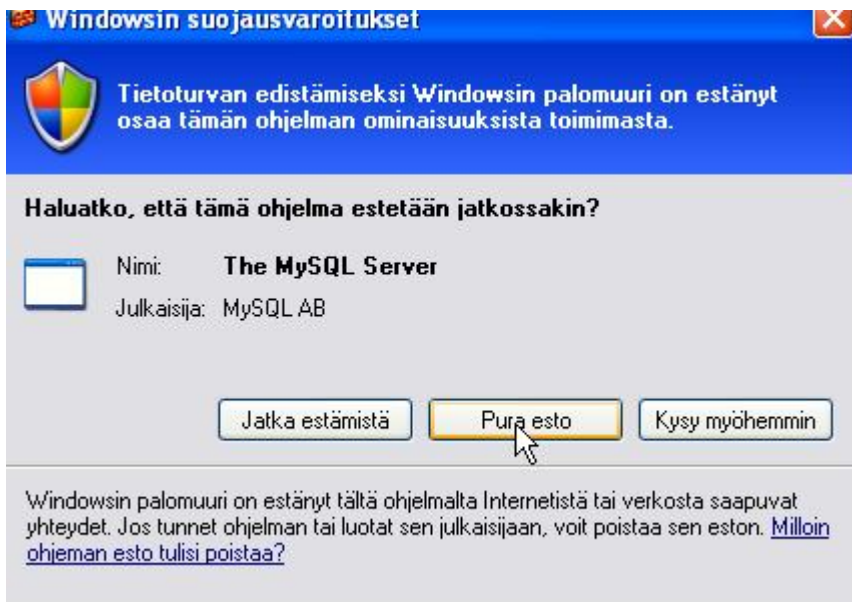 Windowsin suojausvaroitukset
Tietoturvan edistämiseksi Windowsin palomuuri on estänyt
osaa tämän ohjelman ominaisuuksista toimimasta.
Haluatko, että tämä ohjelma estetään jatkossakin?
Nimi: The MySQL Server
Julkaisija: MySQL AB
Jatka estämistä Pura esto Kysy myöhemmin
Windowsin palomuuri on estänyt tältä ohjelmalta Internetistä tai verkosta saapuvat
yhteydet. Jos tunnet ohjelman tai luotat sen julkaisijaan, voit poistaa sen eston. Milloin
ohjeman esto tulisi poistaa?